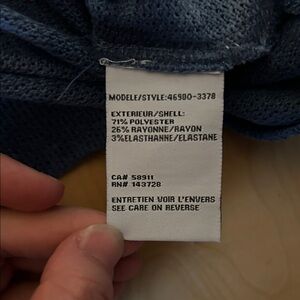 MODELE/STYLE:46980-3378
EXTERIEUR/SHELL:
71% POLYESTER
26% RAYONNE/RAYON
3%ELASTHANNE/ELASTANE
CA# 58911
RN# 143728
ENTRETIEN VOIR L'ENVERS
SEE CARE ON REVERSE